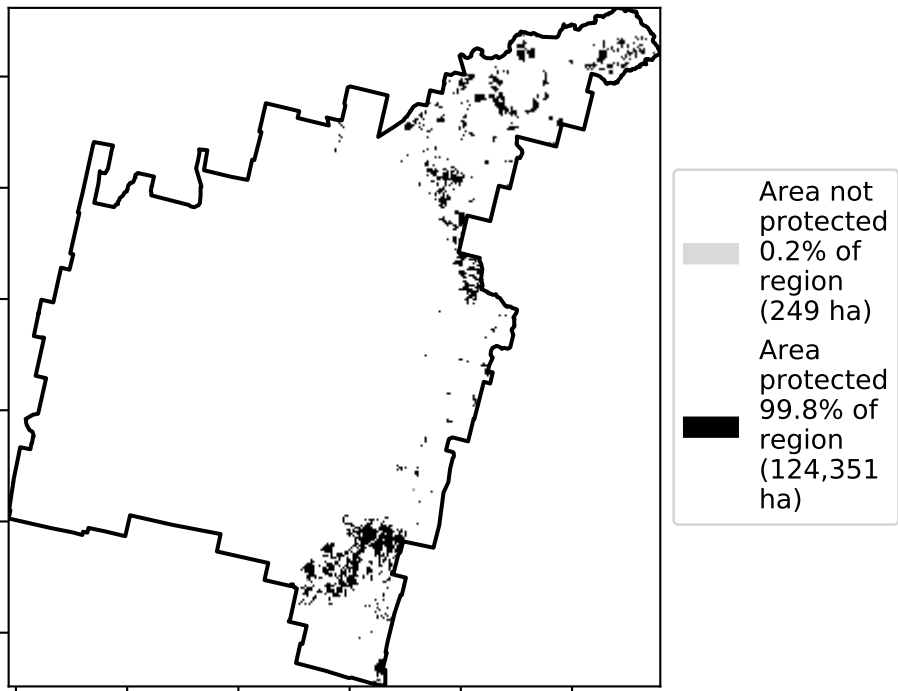 Area not
protected
0.2% of
region
(249 ha)
Area
protected
99.8% of
region
(124,351
ha)